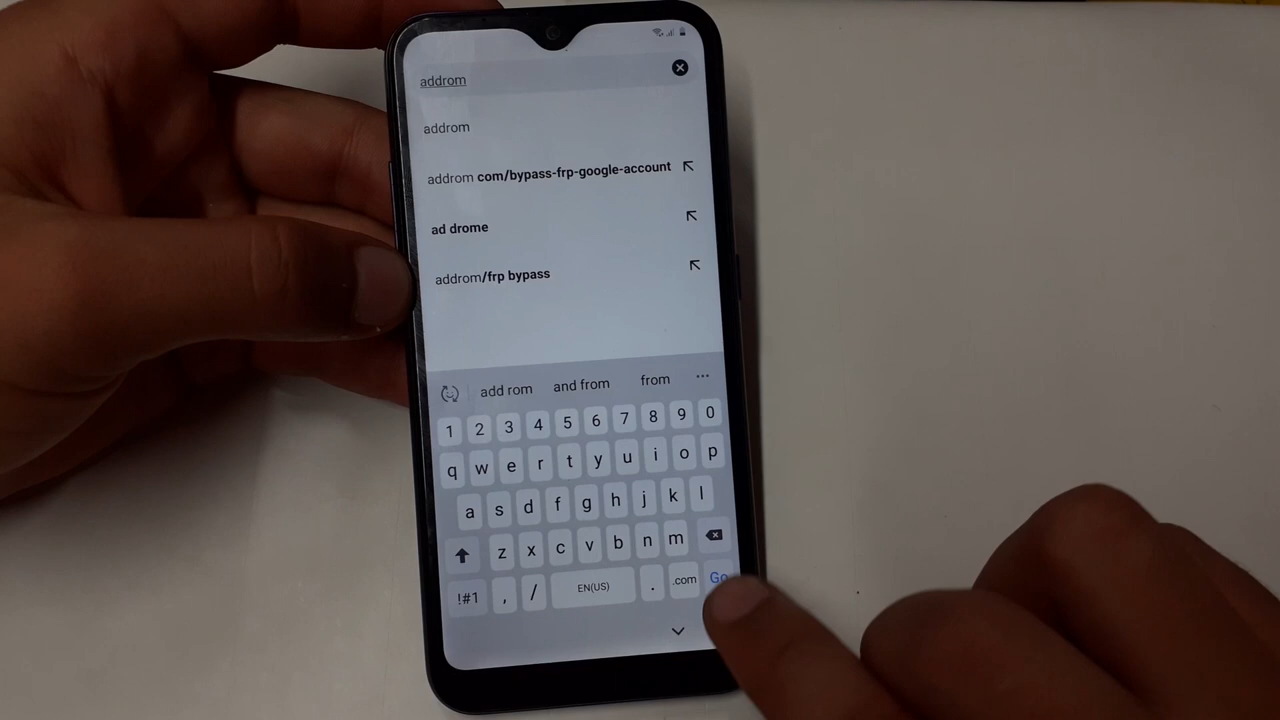 addrom
addrom
addrom com/bypass-frp-google-account
ad drome
addrom/frp bypass
add rom and from from ...
1 2 3 4 5 6 7 8 9 0
q w e r t y u i o p
a s d f g h j k l
z x c v b n m
!#1 , / EN(US) . .com Go